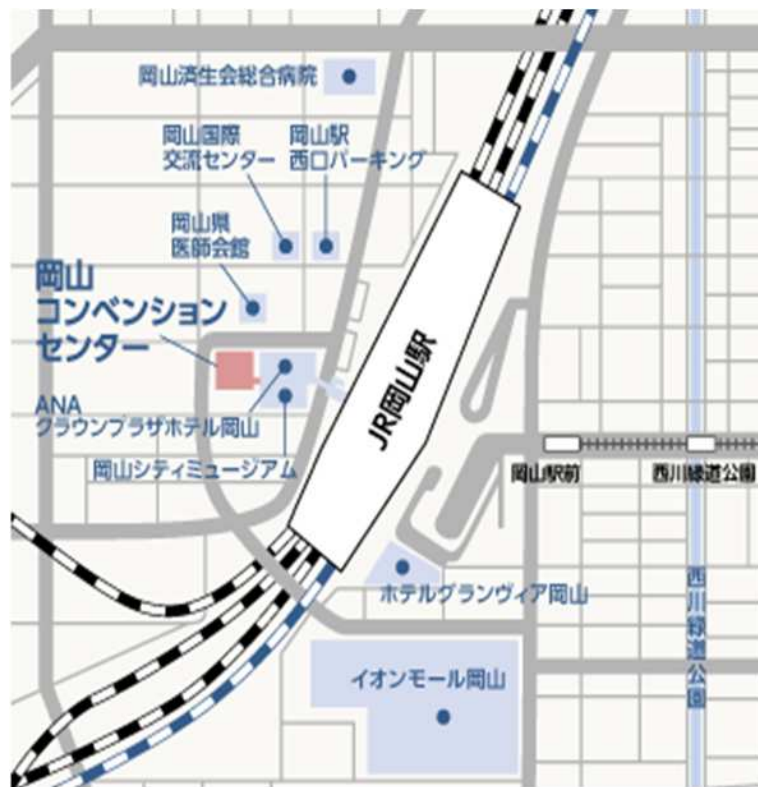 岡山済生会総合病院
岡山国際
交流センター
岡山駅
西口パーキング
岡山県
医師会館
岡山
コンベンション
センター
ANA
クラウンプラザホテル岡山
岡山シティミュージアム
JR岡山駅
岡山駅前
西川緑道公園
ホテルグランヴィア岡山
西川緑道公園
イオンモール岡山